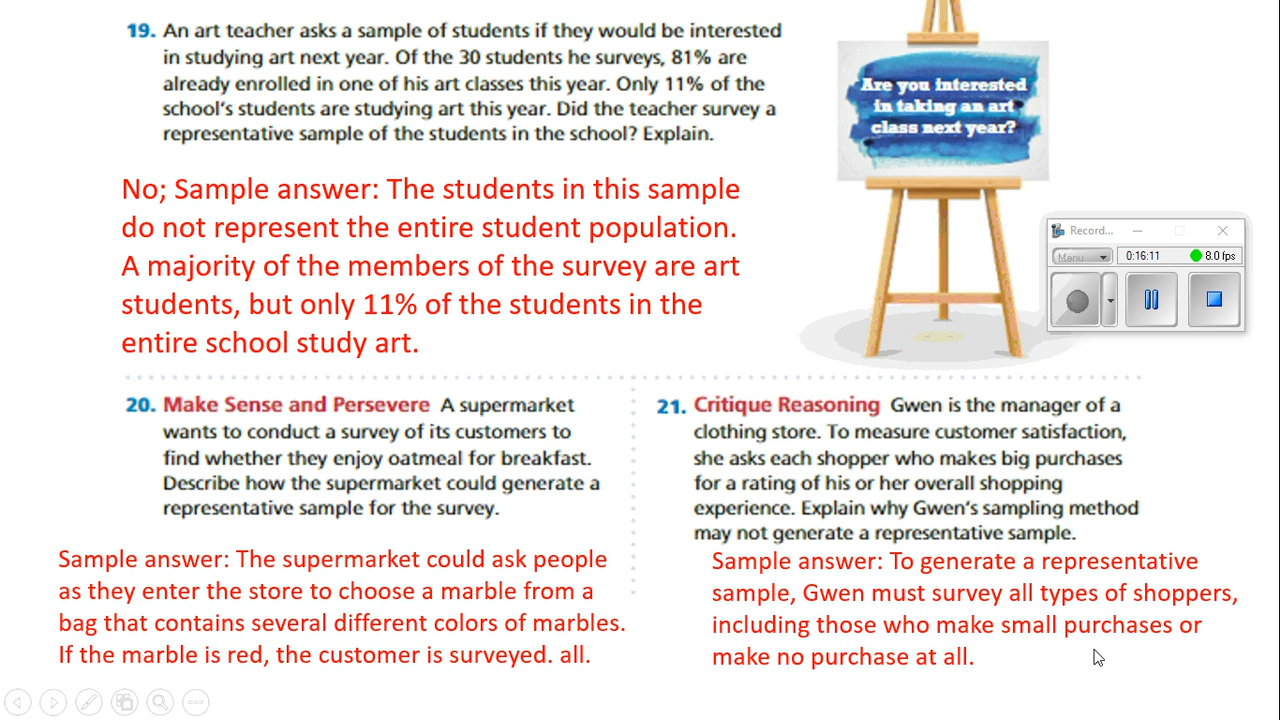 19. An art teacher asks a sample of students if they would be interested
in studying art next year. Of the 30 students he surveys, 81% are
already enrolled in one of his art classes this year. Only 11% of the
school's students are studying art this year. Did the teacher survey a
representative sample of the students in the school? Explain.
Are you interested
in taking an art
class next year?
No; Sample answer: The students in this sample
do not represent the entire student population.
A majority of the members of the survey are art
students, but only 11% of the students in the
entire school study art.
Record...
Menu
0:16:11
8.0 fps
20. Make Sense and Persevere A supermarket
wants to conduct a survey of its customers to
find whether they enjoy oatmeal for breakfast.
Describe how the supermarket could generate a
representative sample for the survey.
Sample answer: The supermarket could ask people
as they enter the store to choose a marble from a
bag that contains several different colors of marbles.
If the marble is red, the customer is surveyed. all.
21. Critique Reasoning Gwen is the manager of a
clothing store. To measure customer satisfaction,
she asks each shopper who makes big purchases
for a rating of his or her overall shopping
experience. Explain why Gwen's sampling method
may not generate a representative sample.
Sample answer: To generate a representative
sample, Gwen must survey all types of shoppers,
including those who make small purchases or
make no purchase at all.